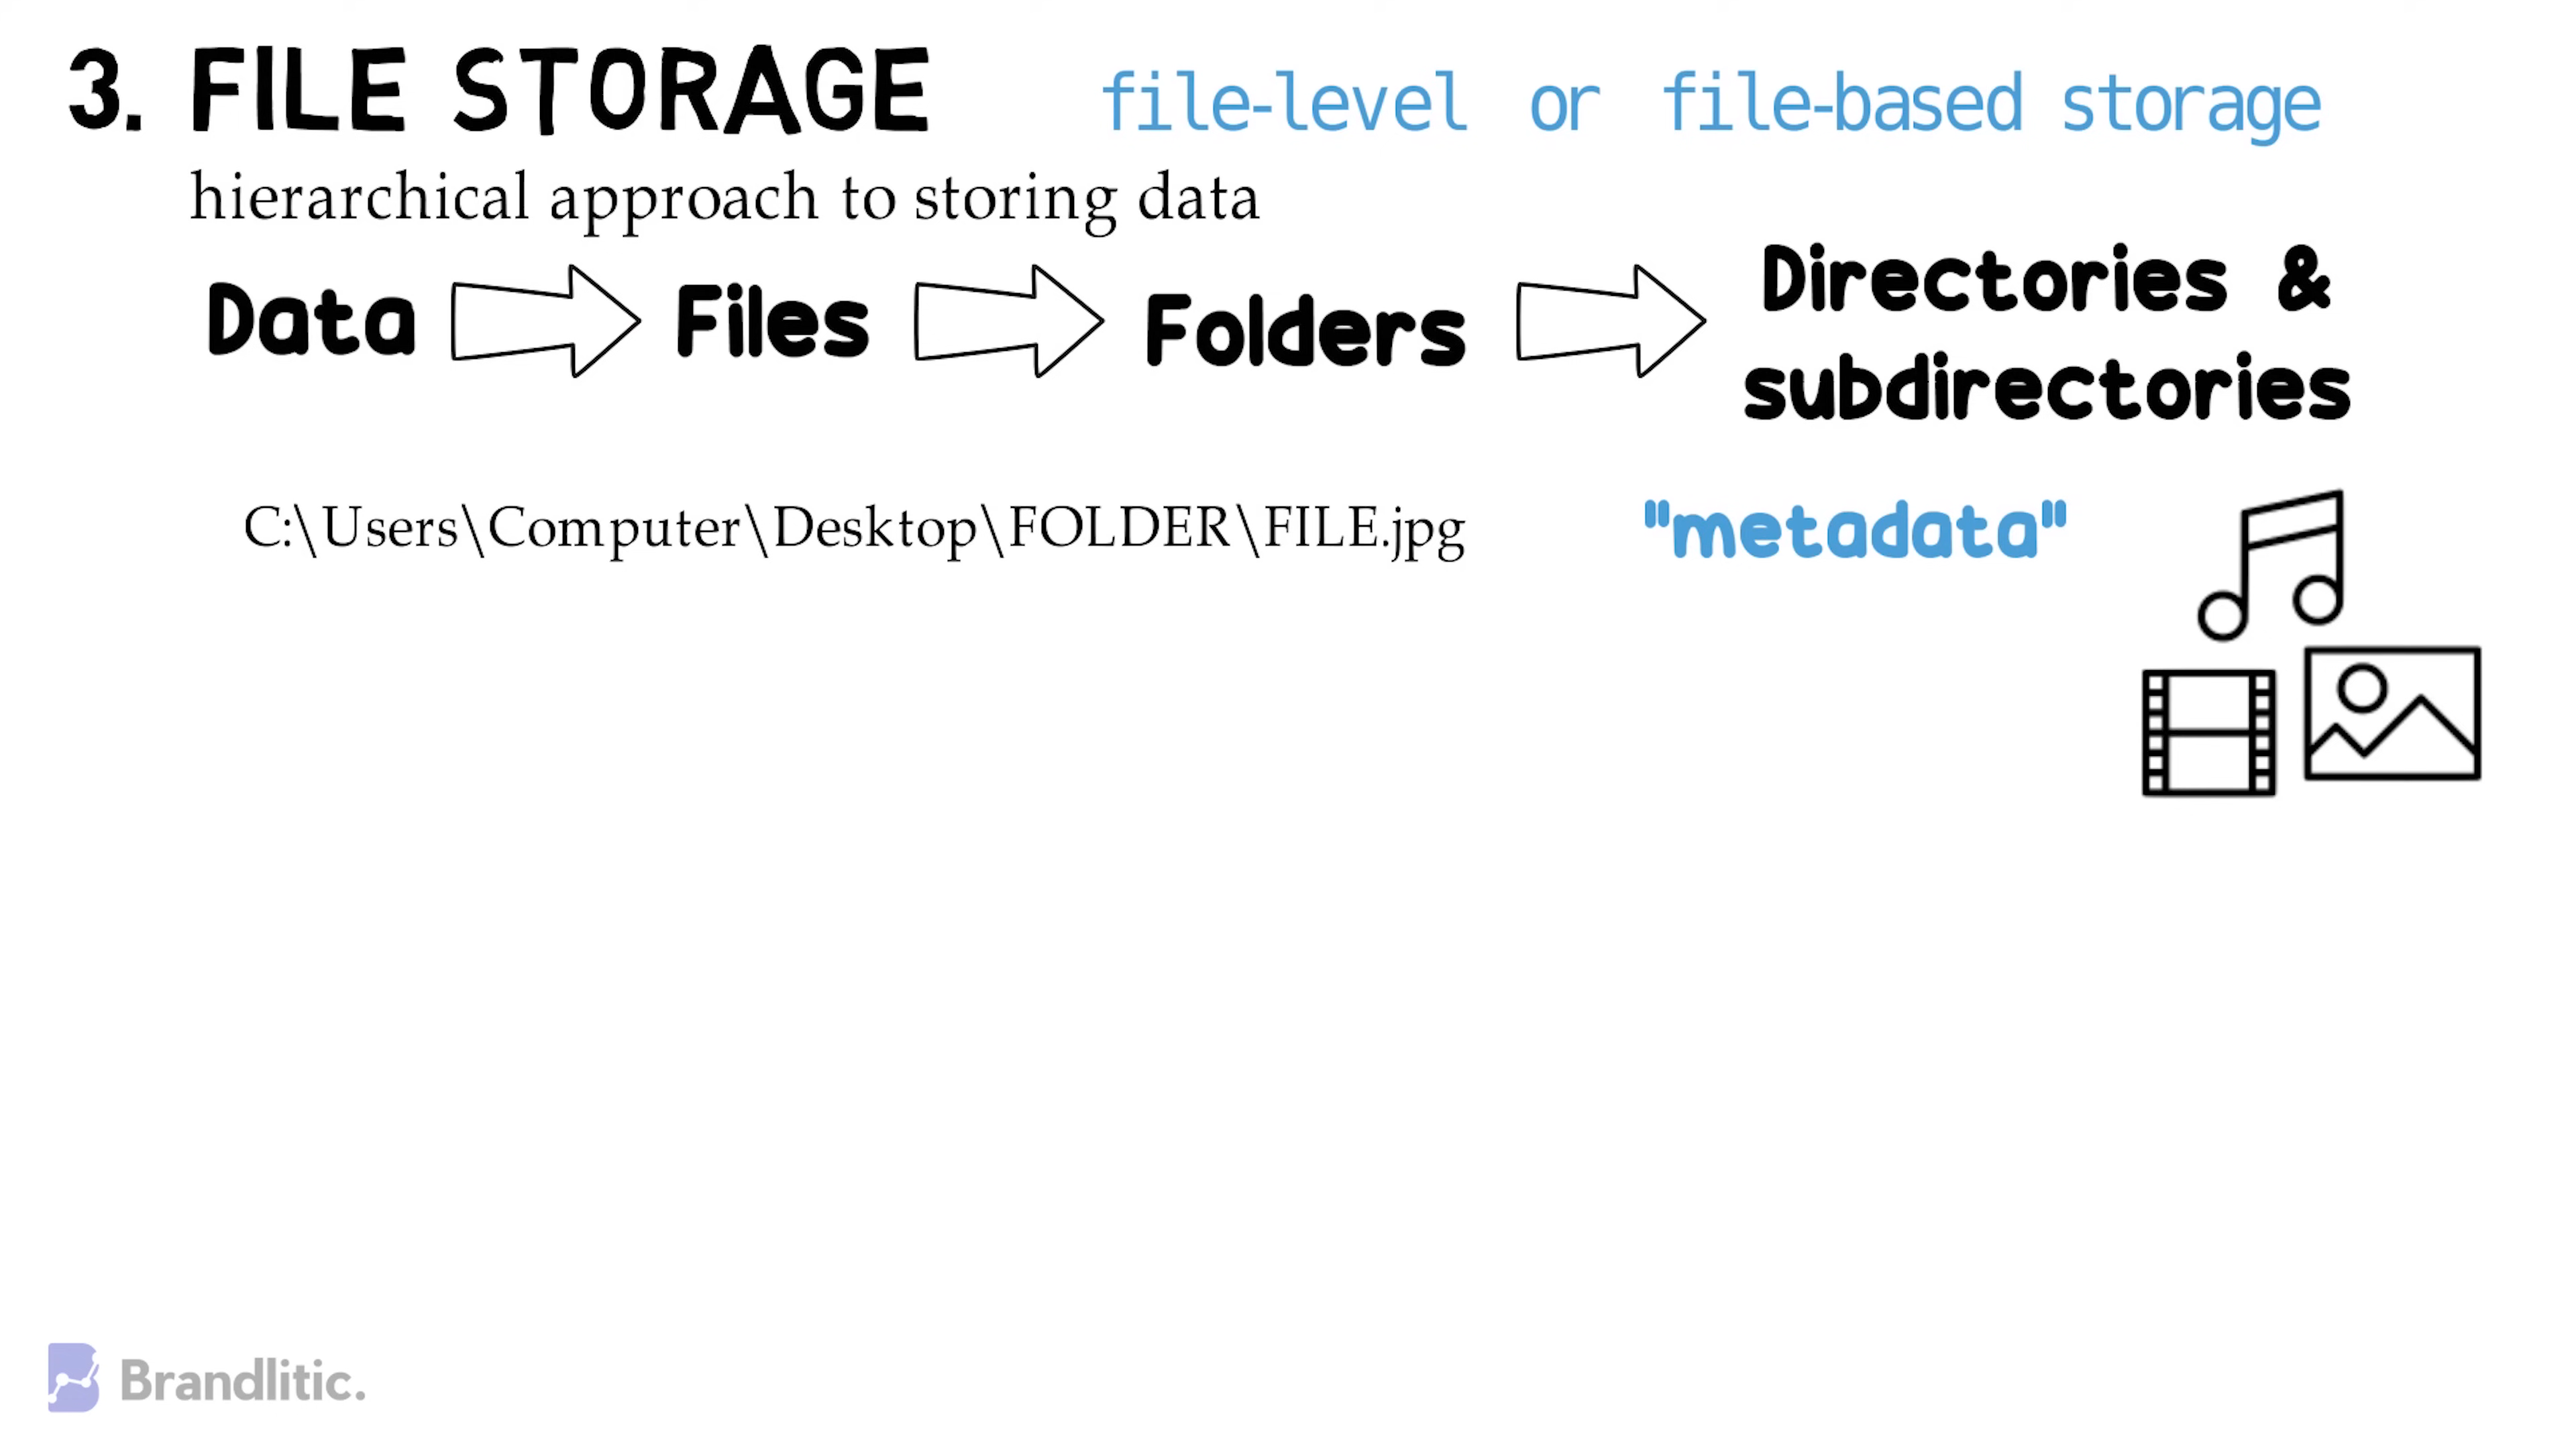 3. FILE STORAGE file-level or file-based storage
hierarchical approach to storing data
Data Files Folders Directories &
subdirectories
C:\Users\Computer\Desktop\FOLDER\FILE.jpg "metadata"
Brandlitic.